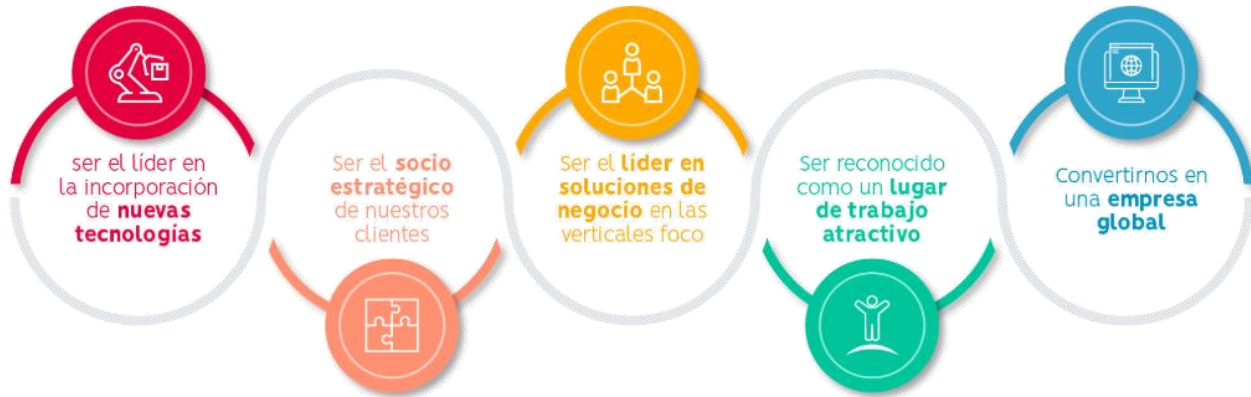 ser el líder en
la incorporación
de nuevas
tecnologías
Ser el socio
estratégico
de nuestros
clientes
Ser el líder en
soluciones de
negocio en las
verticales foco
Ser reconocido
como un lugar
de trabajo
atractivo
Convertirnos en
una empresa
global